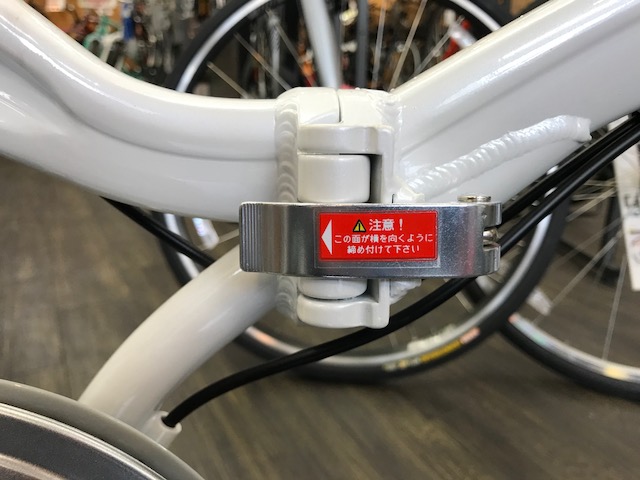 注意！
この面が横を向くように
締め付けて下さい